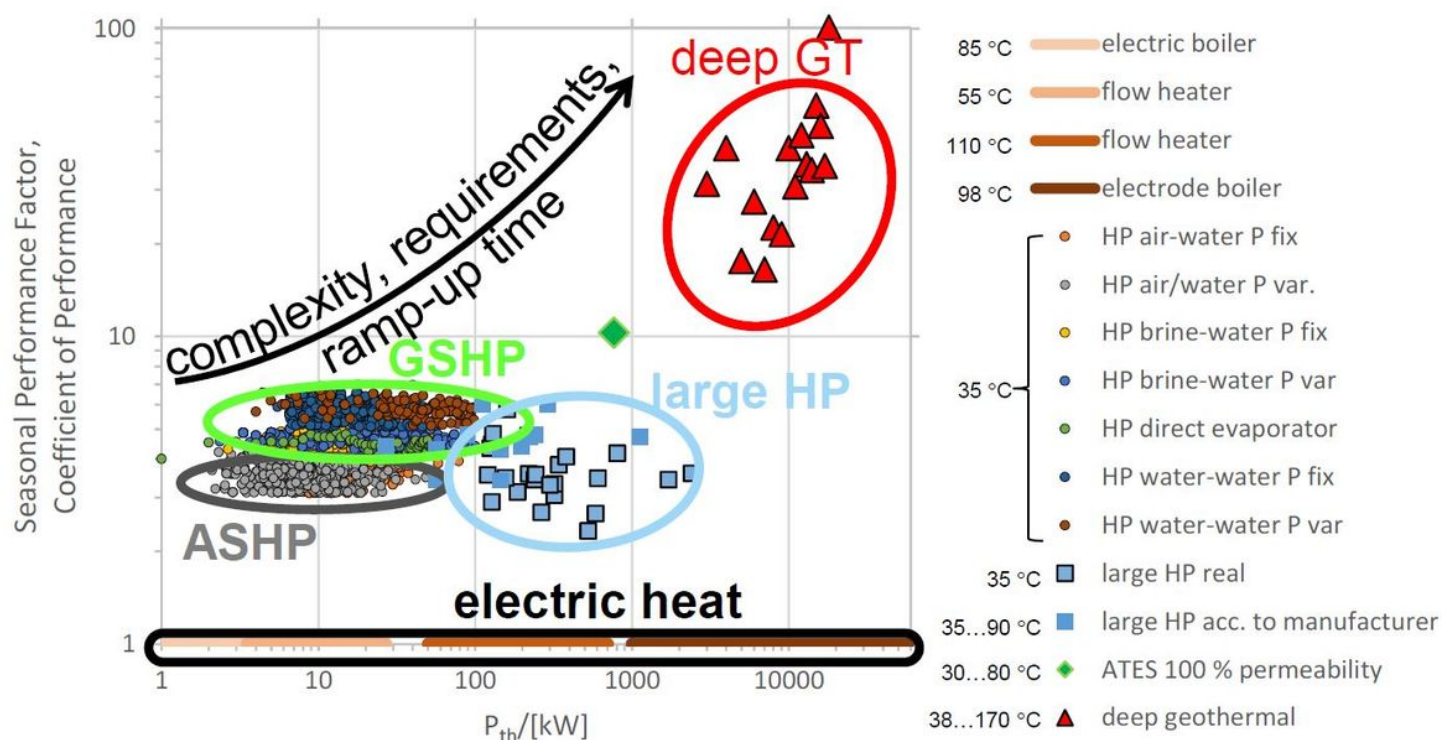 Seasonal Performance Factor,
Coefficient of Performance
100
10
1
complexity, requirements,
ramp-up time
deep GT
GSHP
large HP
ASHP
electric heat
1
10
100
1000
10000
P_th/[kW]
85 °C electric boiler
55 °C flow heater
110 °C flow heater
98 °C electrode boiler
35 °C
HP air-water P fix
HP air/water P var.
HP brine-water P fix
HP brine-water P var
HP direct evaporator
HP water-water P fix
HP water-water P var
35 °C large HP real
35...90 °C large HP acc. to manufacturer
30...80 °C ATES 100 % permeability
38...170 °C deep geothermal